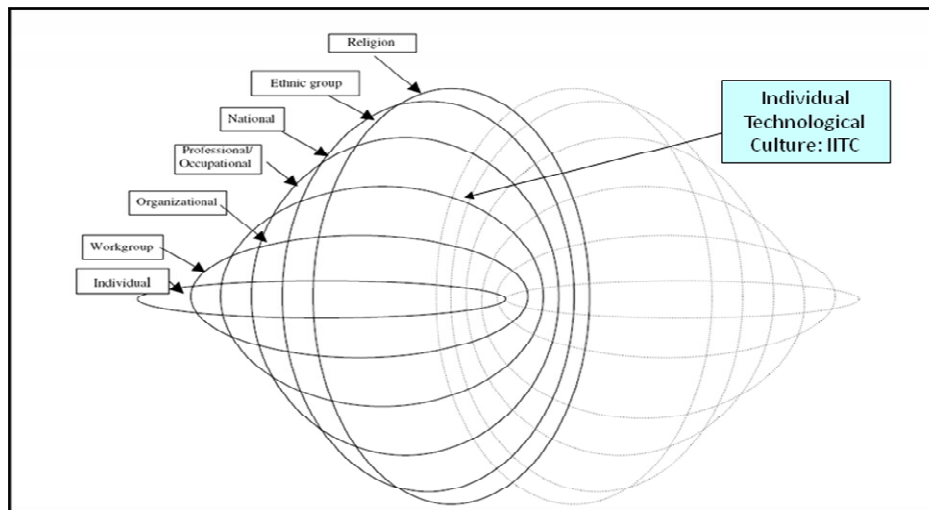 Religion
Ethnic group
National
Professional/
Occupational
Organizational
Workgroup
Individual
Individual
Technological
Culture: IITC